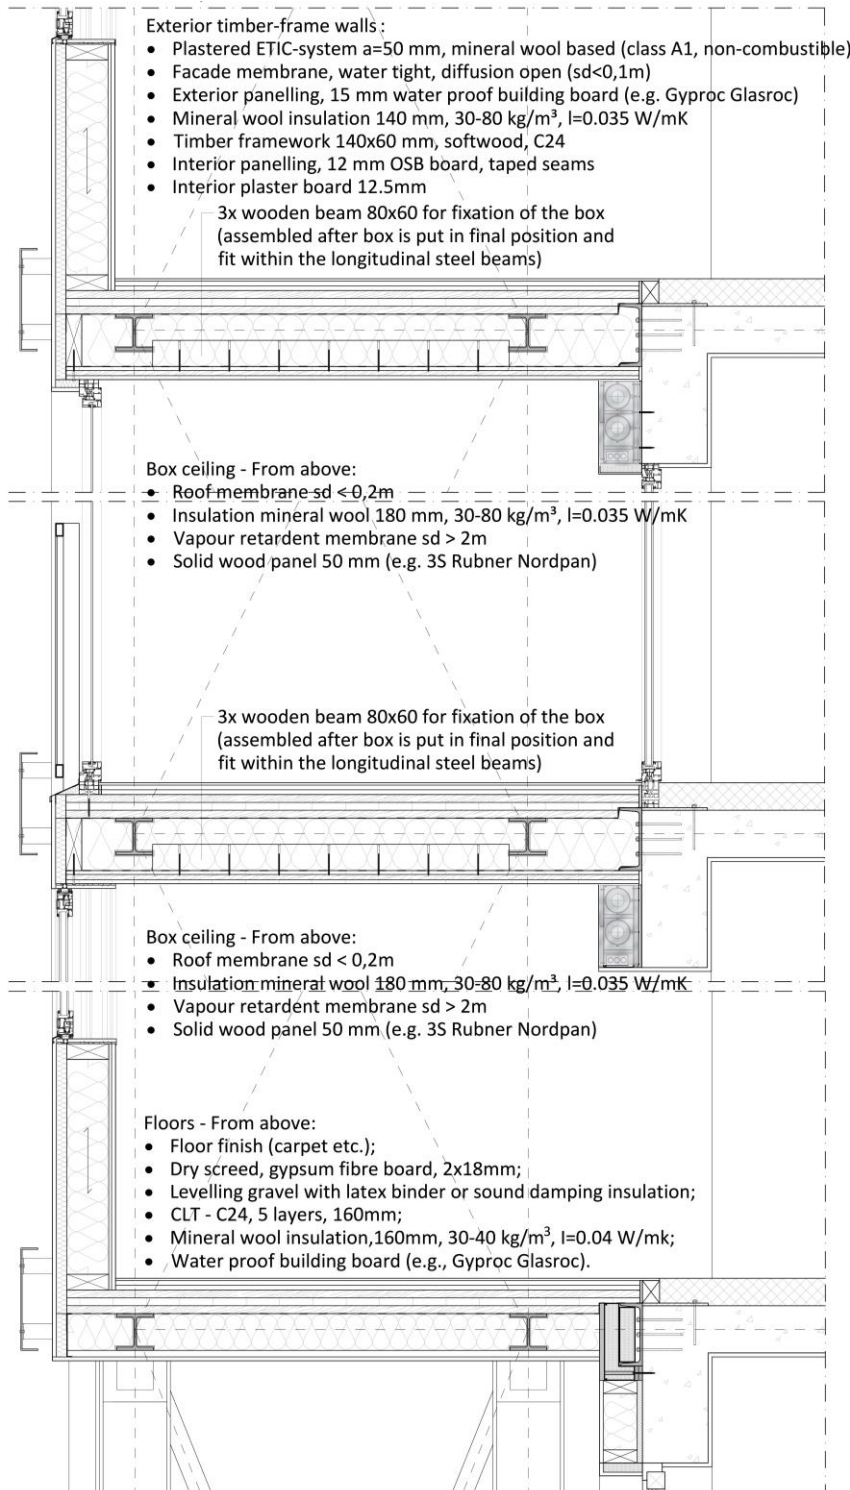 Exterior timber-frame walls :
• Plastered ETIC-system a=50 mm, mineral wool based (class A1, non-combustible)
• Facade membrane, water tight, diffusion open (sd<0,1m)
• Exterior panelling, 15 mm water proof building board (e.g. Gyproc Glasroc)
• Mineral wool insulation 140 mm, 30-80 kg/m³, l=0.035 W/mK
• Timber framework 140x60 mm, softwood, C24
• Interior panelling, 12 mm OSB board, taped seams
• Interior plaster board 12.5mm
3x wooden beam 80x60 for fixation of the box
(assembled after box is put in final position and
fit within the longitudinal steel beams)
Box ceiling - From above:
• Roof membrane sd < 0,2m
• Insulation mineral wool 180 mm, 30-80 kg/m³, l=0.035 W/mK
• Vapour retardent membrane sd > 2m
• Solid wood panel 50 mm (e.g. 3S Rubner Nordpan)
3x wooden beam 80x60 for fixation of the box
(assembled after box is put in final position and
fit within the longitudinal steel beams)
Box ceiling - From above:
• Roof membrane sd < 0,2m
• Insulation mineral wool 180 mm, 30-80 kg/m³, l=0.035 W/mK
• Vapour retardent membrane sd > 2m
• Solid wood panel 50 mm (e.g. 3S Rubner Nordpan)
Floors - From above:
• Floor finish (carpet etc.);
• Dry screed, gypsum fibre board, 2x18mm;
• Levelling gravel with latex binder or sound damping insulation;
• CLT - C24, 5 layers, 160mm;
• Mineral wool insulation,160mm, 30-40 kg/m³, l=0.04 W/mk;
• Water proof building board (e.g., Gyproc Glasroc).